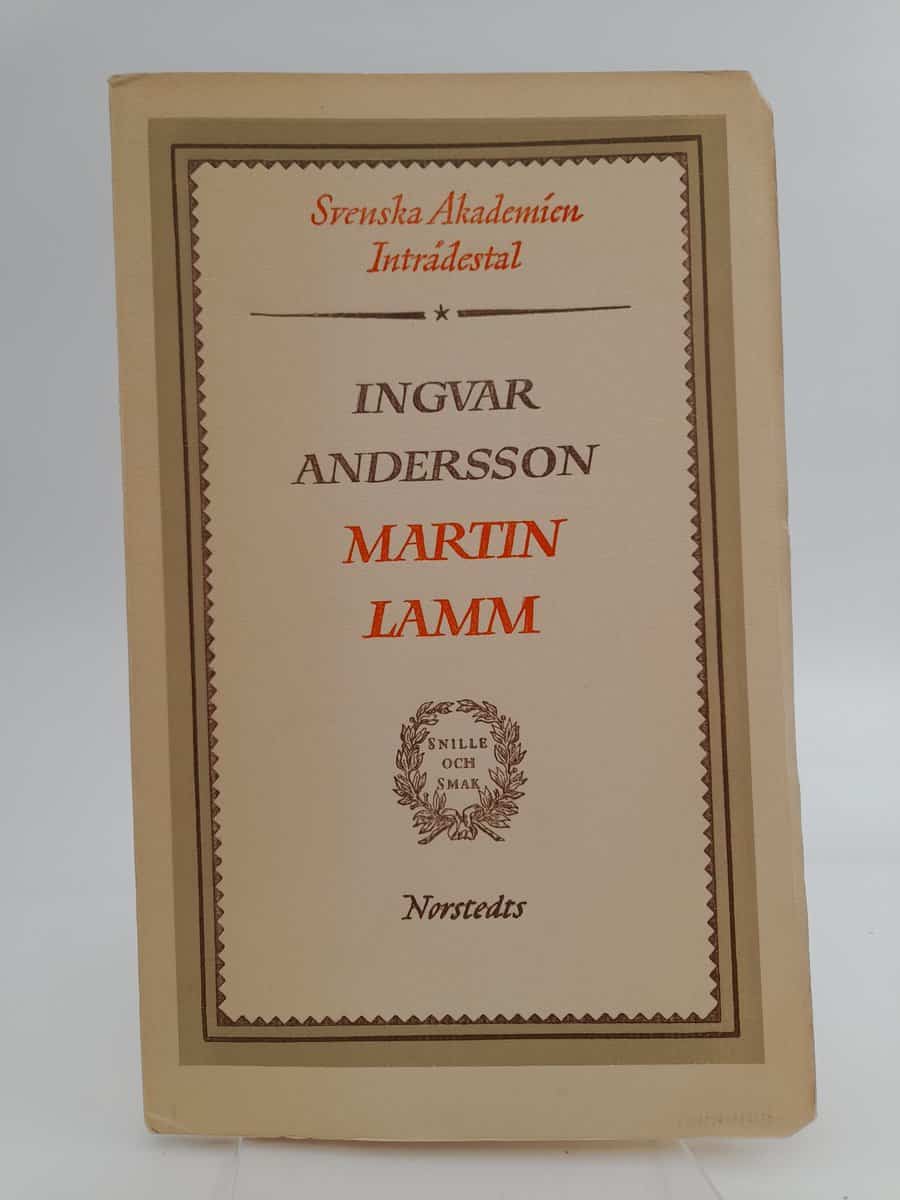 Svenska Akademien
Inträdestal
INGVAR
ANDERSSON
MARTIN
LAMM
SNILLE
OCH
SMAK
Norstedts